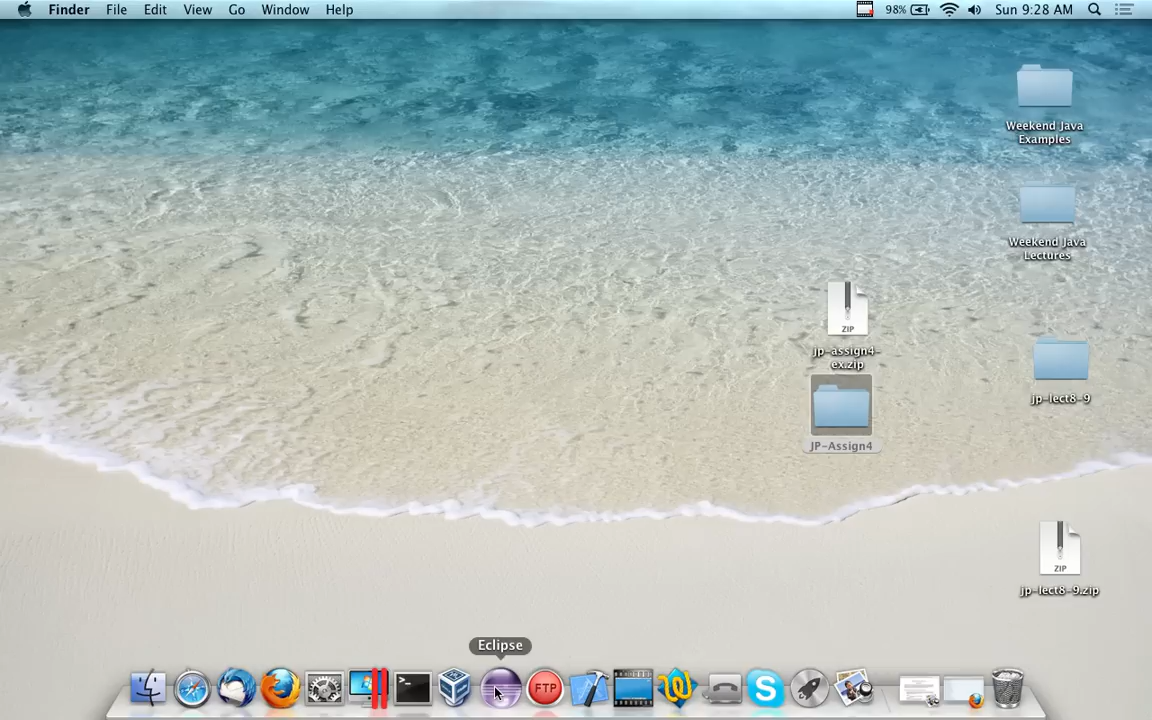 Finder File Edit View Go Window Help 98% Sun 9:28 AM
Weekend Java
Examples
Weekend Java
Lectures
ZIP
jp-assign4-
ex.zip
jp-lect8-9
JP-Assign4
ZIP
jp-lect8-9.zip
Eclipse
>_
FTP
S